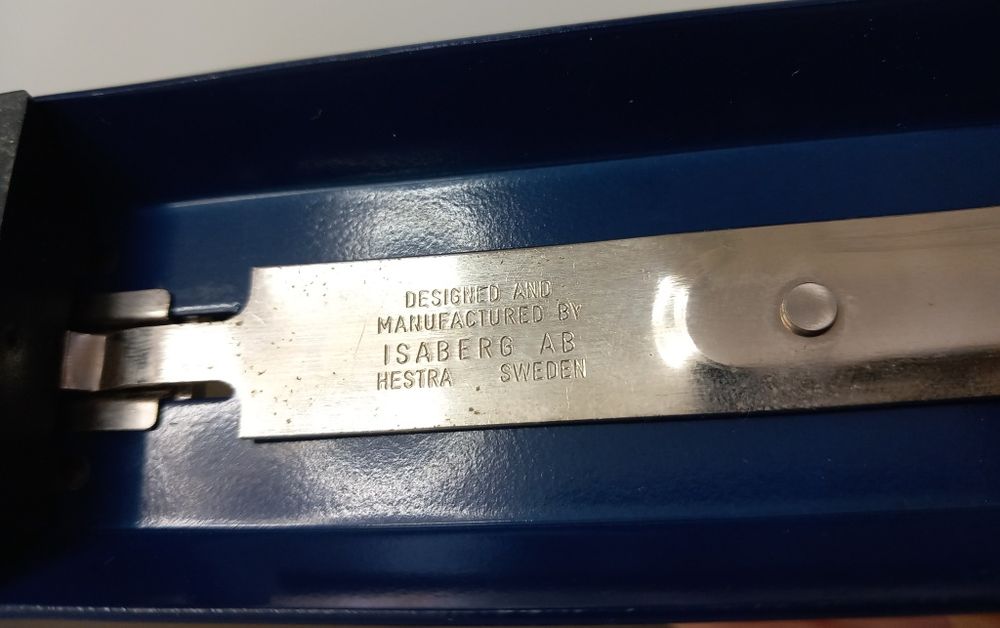 DESIGNED AND
MANUFACTURED BY
ISABERG AB
HESTRA SWEDEN